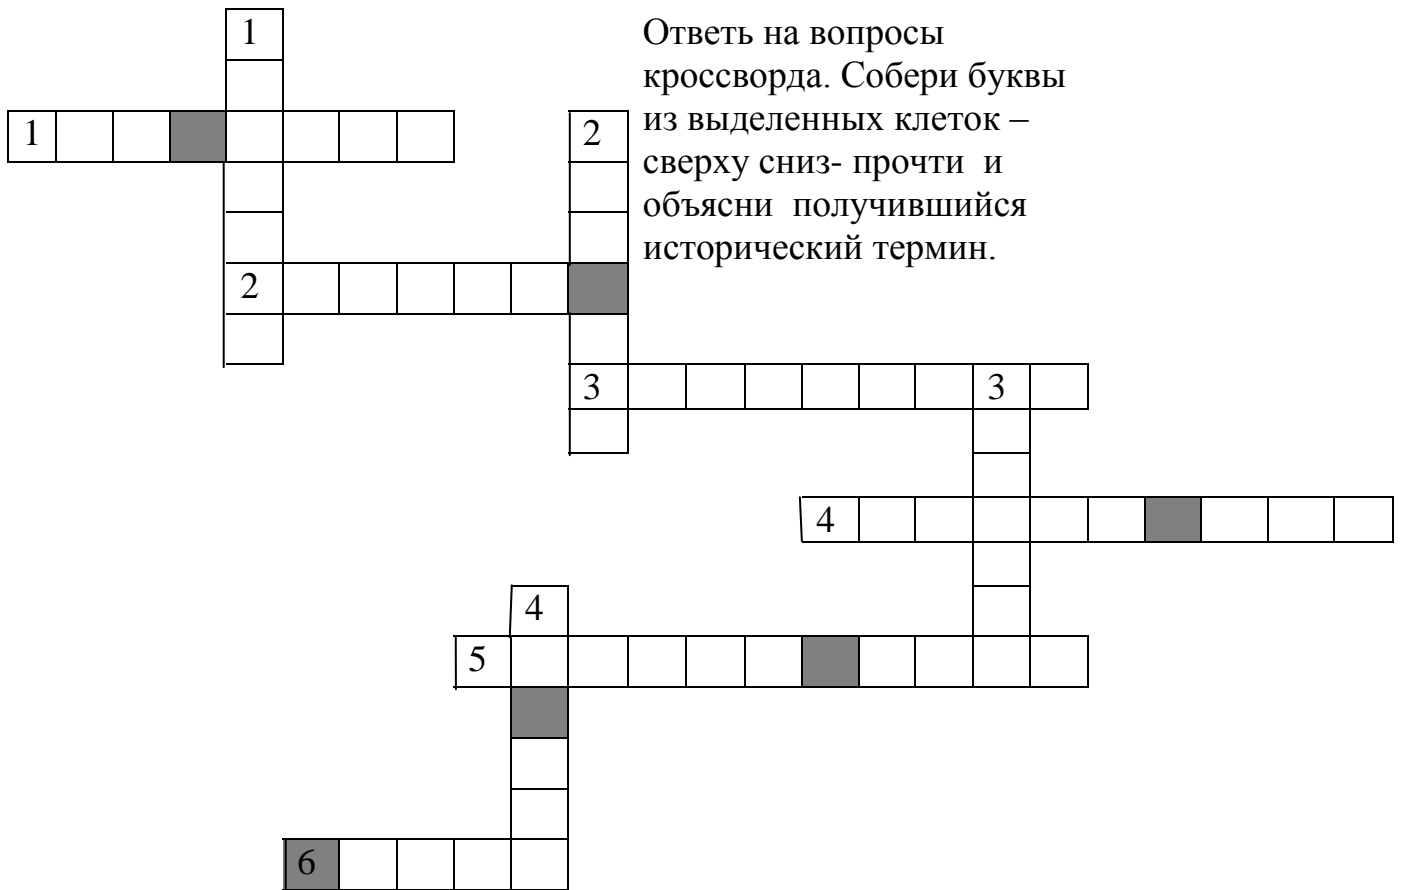 1
Ответь на вопросы
кроссворда. Собери буквы
1 2 из выделенных клеток –
сверху сниз- прочти и
объясни получившийся
исторический термин.
2
3 3
4
4
5
6